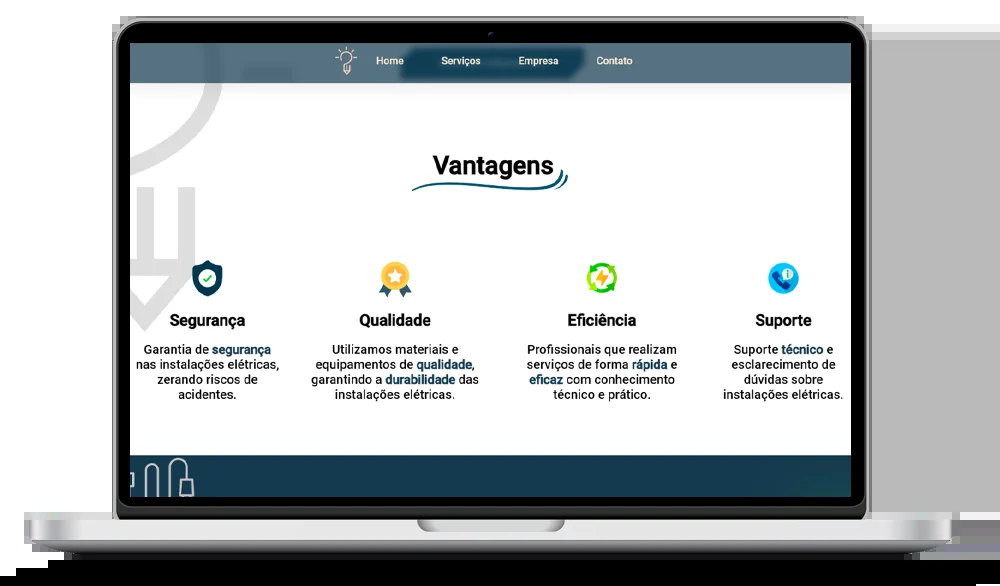 Home Serviços Empresa Contato
Vantagens
Segurança
Garantia de segurança
nas instalações elétricas,
zerando riscos de
acidentes.
Qualidade
Utilizamos materiais e
equipamentos de qualidade,
garantindo a durabilidade das
instalações elétricas.
Eficiência
Profissionais que realizam
serviços de forma rápida e
eficaz com conhecimento
técnico e prático.
Suporte
Suporte técnico e
esclarecimento de
dúvidas sobre
instalações elétricas.